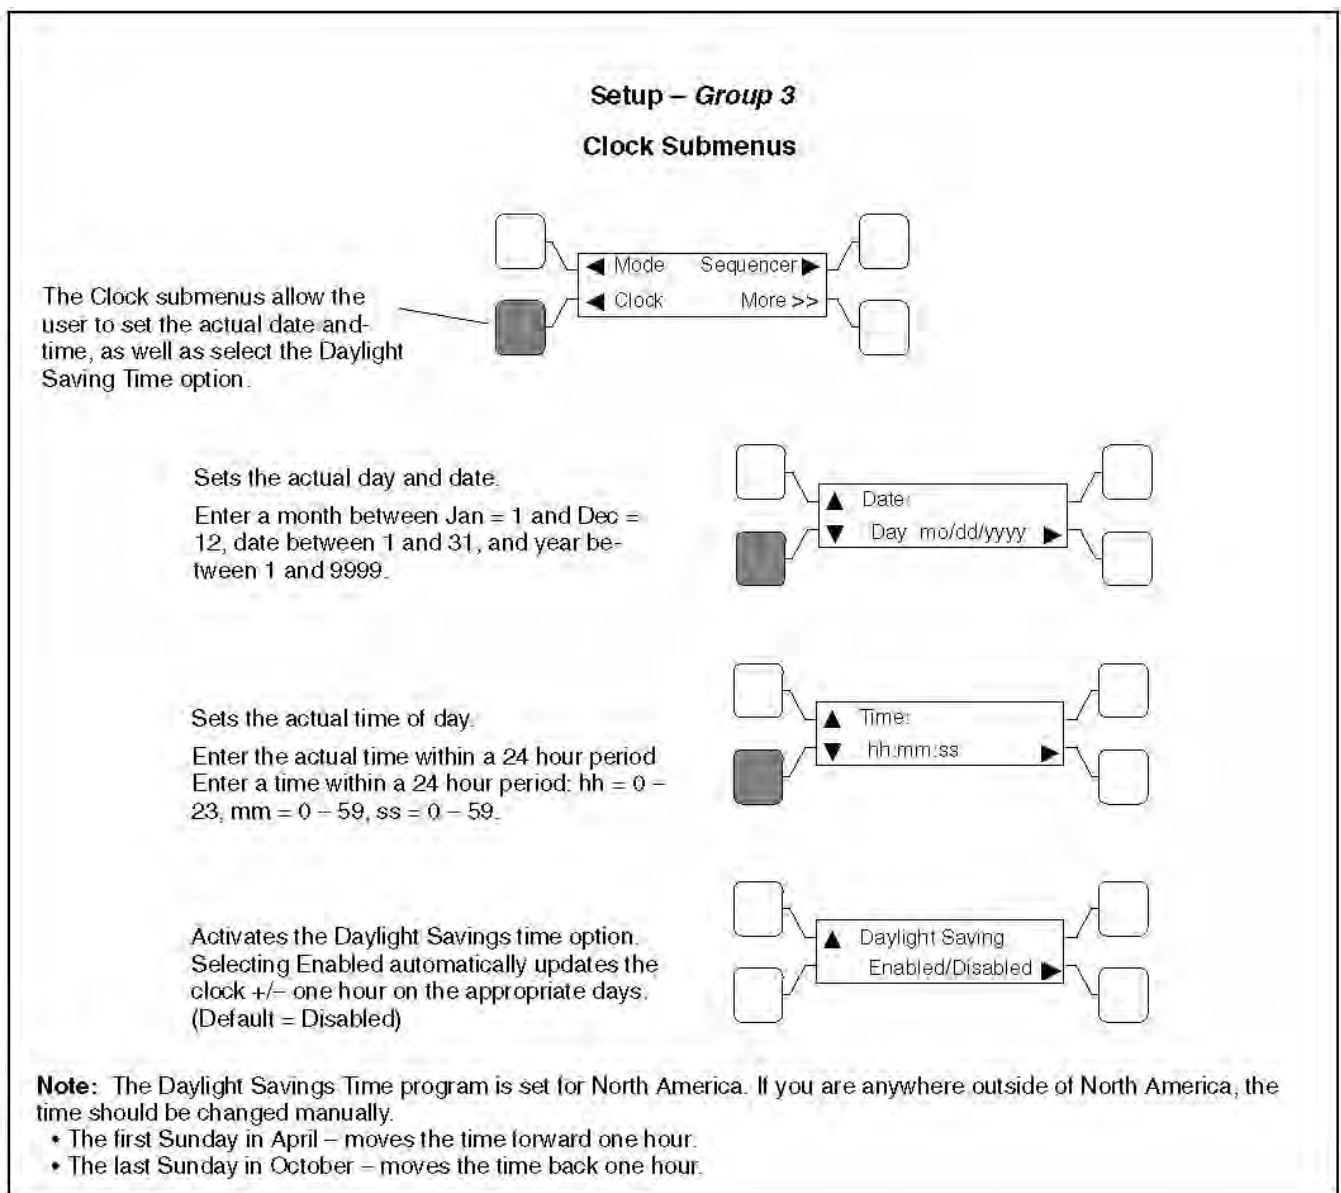 Setup – Group 3
Clock Submenus
◀ Mode Sequencer ▶
◀ Clock More >>
The Clock submenus allow the
user to set the actual date and
time, as well as select the Daylight
Saving Time option.
Sets the actual day and date.
Enter a month between Jan = 1 and Dec =
12, date between 1 and 31, and year be-
tween 1 and 9999.
▲ Date:
▼ Day mo/dd/yyyy ▶
Sets the actual time of day.
Enter the actual time within a 24 hour period
Enter a time within a 24 hour period: hh = 0 –
23, mm = 0 – 59, ss = 0 – 59.
▲ Time:
▼ hh:mm:ss ▶
Activates the Daylight Savings time option.
Selecting Enabled automatically updates the
clock +/– one hour on the appropriate days.
(Default = Disabled)
▲ Daylight Saving
Enabled/Disabled ▶
Note: The Daylight Savings Time program is set for North America. If you are anywhere outside of North America, the
time should be changed manually.
• The first Sunday in April – moves the time forward one hour.
• The last Sunday in October – moves the time back one hour.